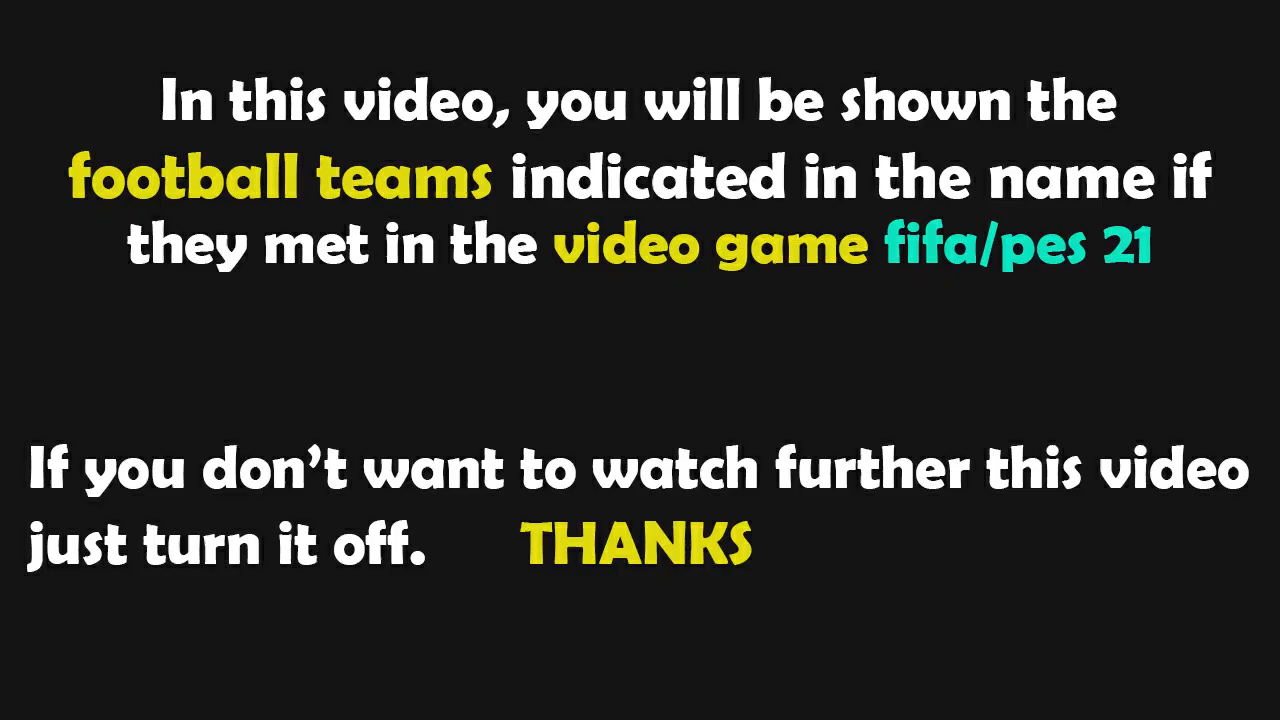 In this video, you will be shown the
football teams indicated in the name if
they met in the video game fifa/pes 21
If you don’t want to watch further this video
just turn it off. THANKS